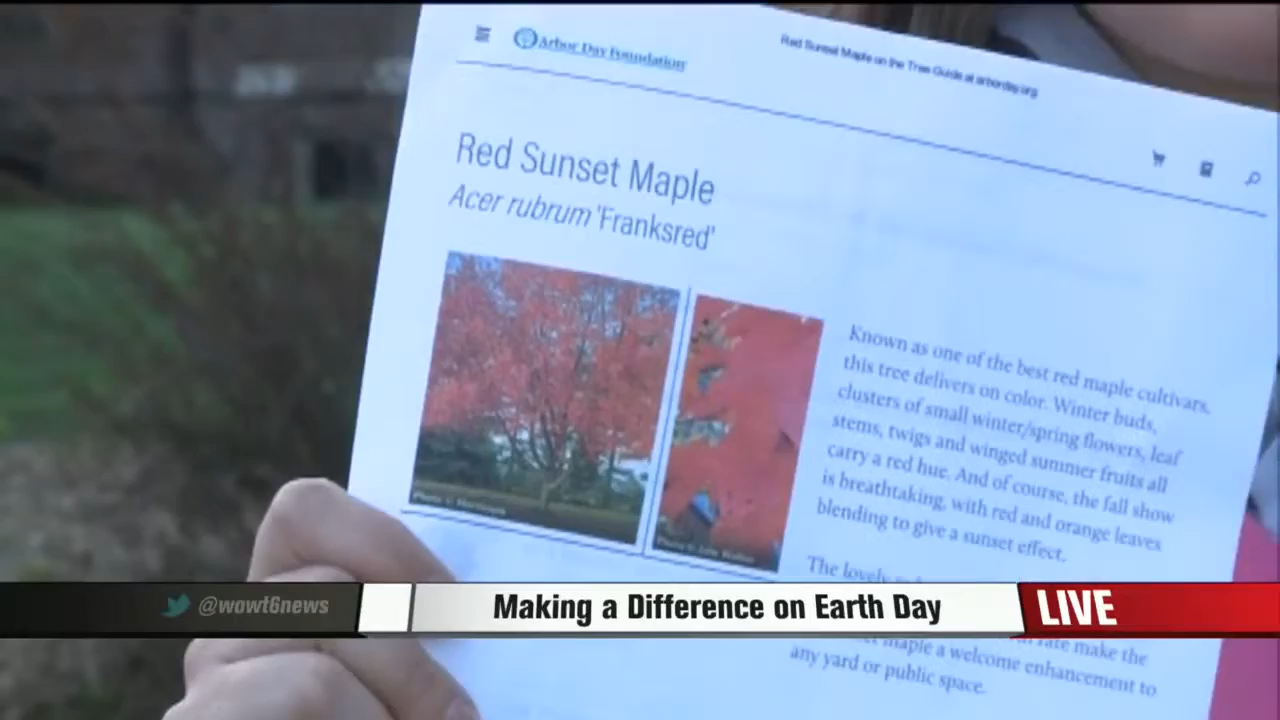 Arbor Day Foundation
Red Sunset Maple on the Tree Guide at arborday.org
Red Sunset Maple
Acer rubrum 'Franksred'
Known as one of the best red maple cultivars,
this tree delivers on color. Winter buds,
clusters of small winter/spring flowers, leaf
stems, twigs and winged summer fruits all
carry a red hue. And of course, the fall show
is breathtaking, with red and orange leaves
blending to give a sunset effect.
The lovely
@wowt6news
Making a Difference on Earth Day
LIVE
rate make the
maple a welcome enhancement to
any yard or public space.